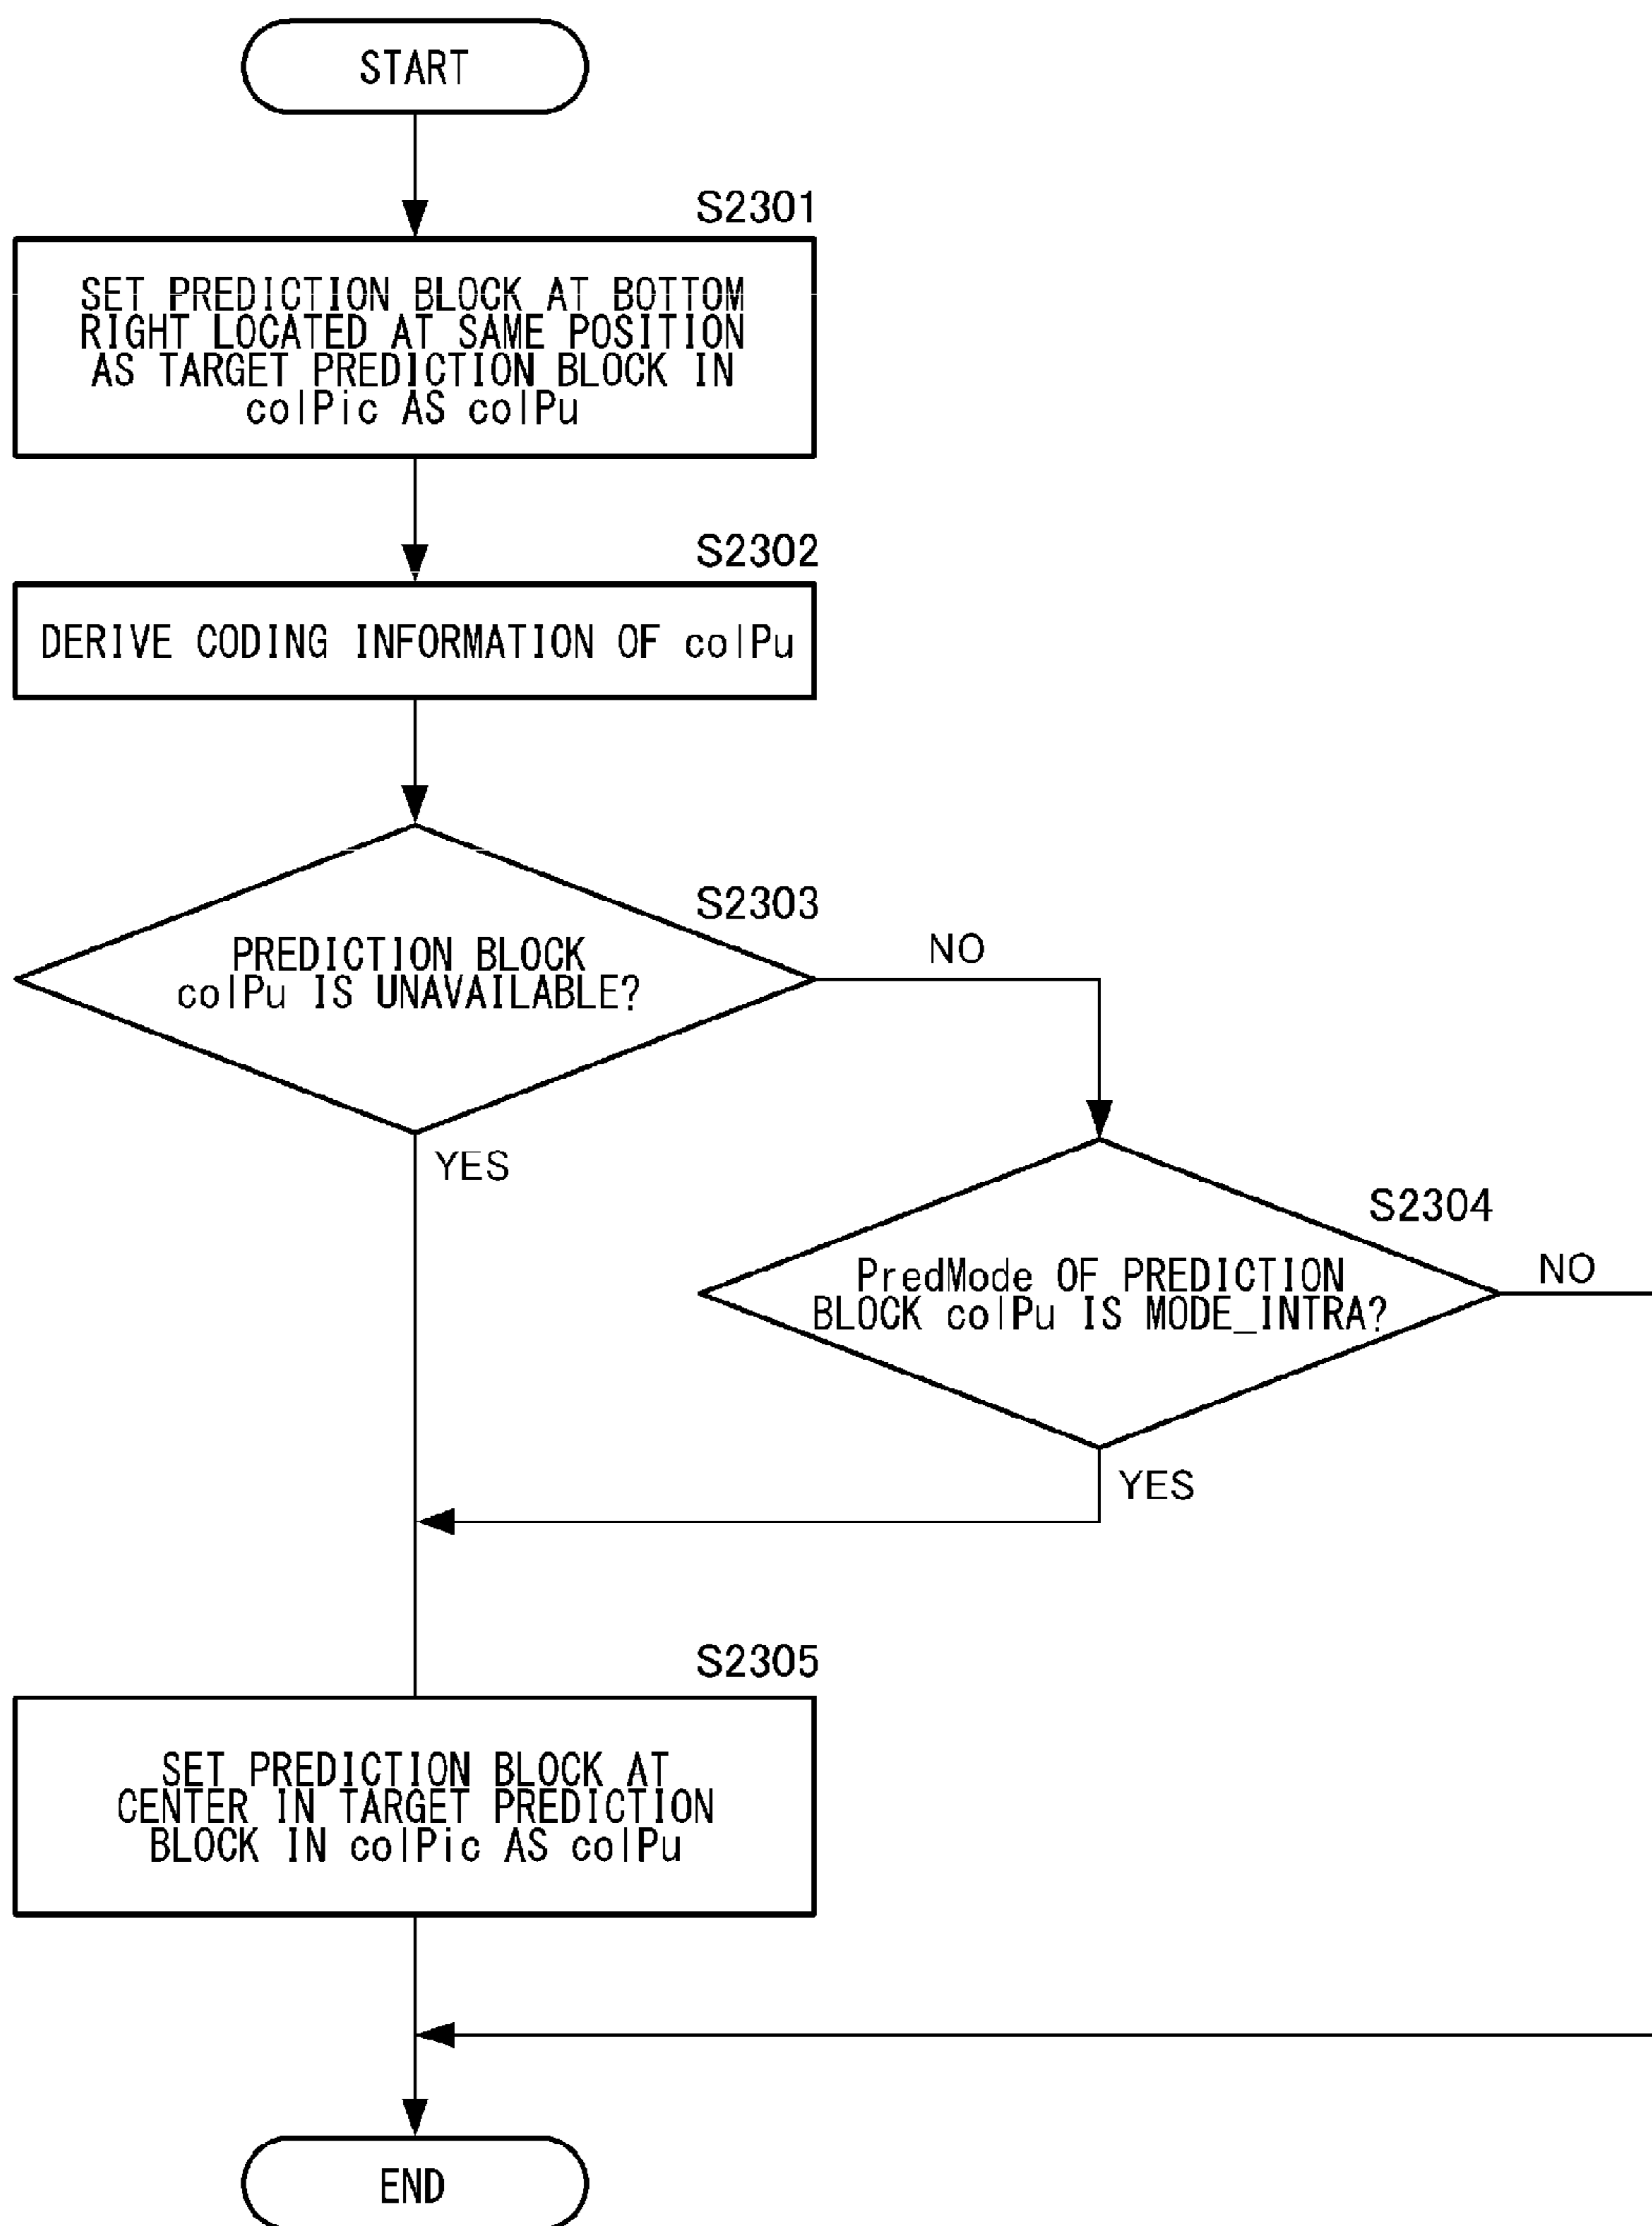 START
S2301
SET PREDICTION BLOCK AT BOTTOM
RIGHT LOCATED AT SAME POSITION
AS TARGET PREDICTION BLOCK IN
colPic AS colPu
S2302
DERIVE CODING INFORMATION OF colPu
S2303
PREDICTION BLOCK
colPu IS UNAVAILABLE?
NO
YES
S2304
PredMode OF PREDICTION
BLOCK colPu IS MODE_INTRA?
NO
YES
S2305
SET PREDICTION BLOCK AT
CENTER IN TARGET PREDICTION
BLOCK IN colPic AS colPu
END